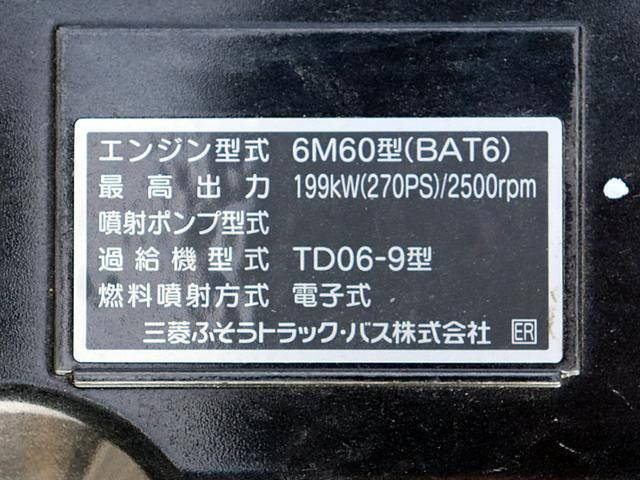 エンジン型式 6M60型(BAT6)
最高出力 199kW(270PS)/2500rpm
噴射ポンプ型式
過給機型式 TD06-9型
燃料噴射方式 電子式
三菱ふそうトラック・バス株式会社 ER